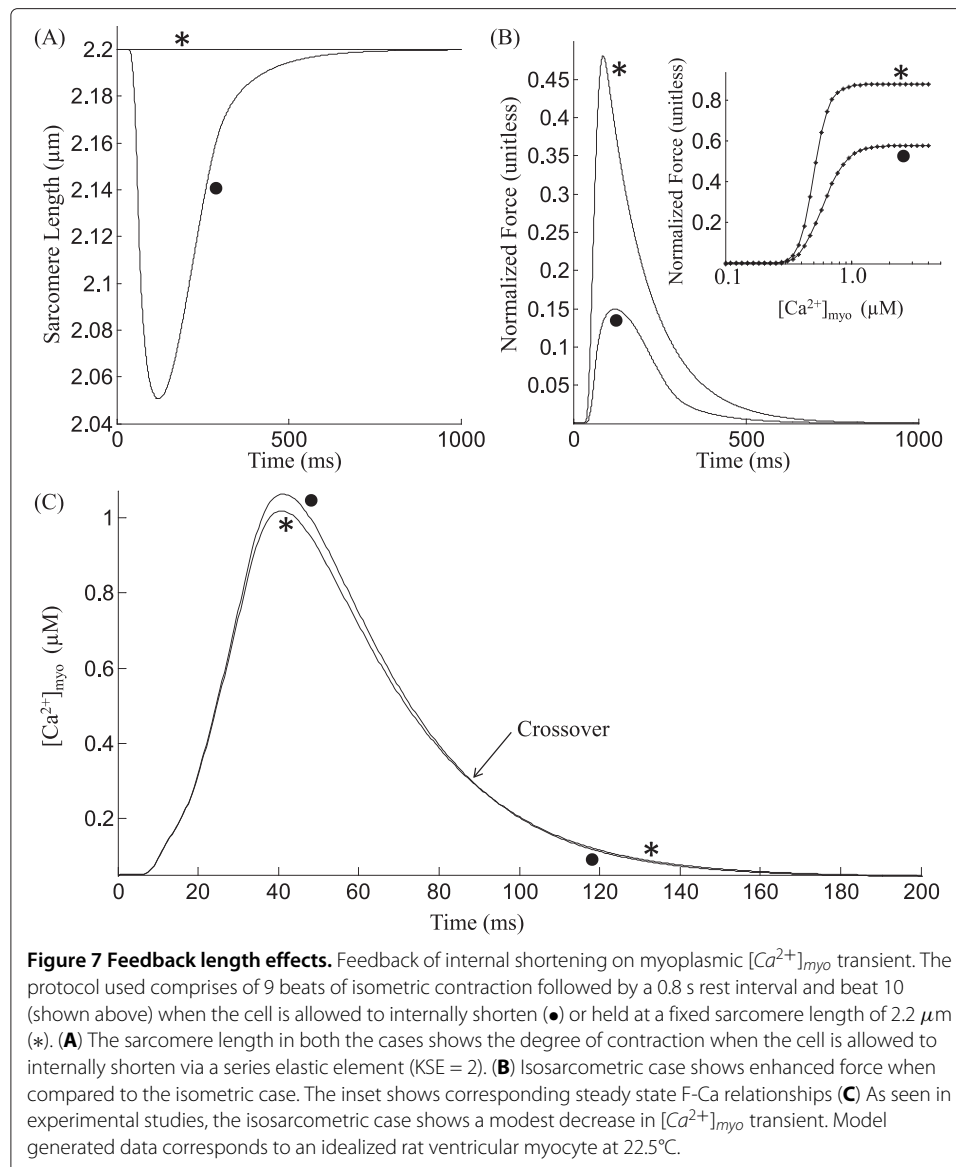 (A)
*
2.2
2.18
2.16
2.14
2.12
2.1
2.08
2.06
2.04
Sarcomere Length (µm)
●
0
500
1000
Time (ms)
(B)
*
0.45
0.4
0.35
0.3
0.25
0.2
0.15
0.1
0.05
Normalized Force (unitless)
●
0
500
1000
Time (ms)
*
0.8
0.6
0.4
0.2
Normalized Force (unitless)
●
0.1
1.0
[Ca2+]myo (µM)
(C)
1
0.8
0.6
0.4
0.2
[Ca2+]myo (µM)
●
*
Crossover
*
●
0
20
40
60
80
100
120
140
160
180
200
Time (ms)
Figure 7 Feedback length effects. Feedback of internal shortening on myoplasmic [Ca2+]myo transient. The
protocol used comprises of 9 beats of isometric contraction followed by a 0.8 s rest interval and beat 10
(shown above) when the cell is allowed to internally shorten (●) or held at a fixed sarcomere length of 2.2 µm
(*). (A) The sarcomere length in both the cases shows the degree of contraction when the cell is allowed to
internally shorten via a series elastic element (KSE = 2). (B) Isosarcometric case shows enhanced force when
compared to the isometric case. The inset shows corresponding steady state F-Ca relationships (C) As seen in
experimental studies, the isosarcometric case shows a modest decrease in [Ca2+]myo transient. Model
generated data corresponds to an idealized rat ventricular myocyte at 22.5°C.